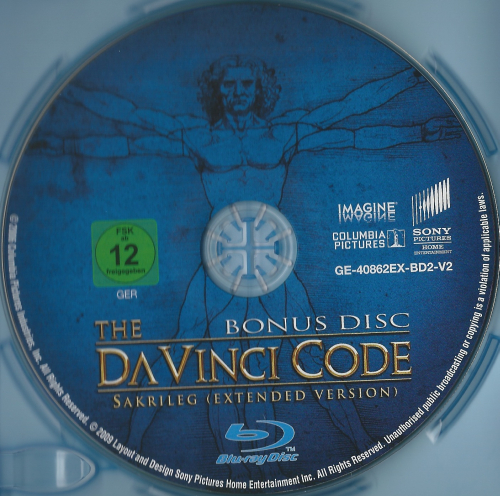 IMAGINE
COLUMBIA
PICTURES
SONY
PICTURES
HOME
ENTERTAINMENT
GE-40862EX-BD2-V2
FSK
ab
12
freigegeben
GER
BONUS DISC
THE
DAVINCI CODE
SAKRILEG (EXTENDED VERSION)
Blu-ray Disc
TM
Inc. All Rights Reserved. © 2009 Layout and Design Sony Pictures Home Entertainment Inc. All Rights Reserved. Unauthorised public broadcasting or copying is a violation of applicable laws.